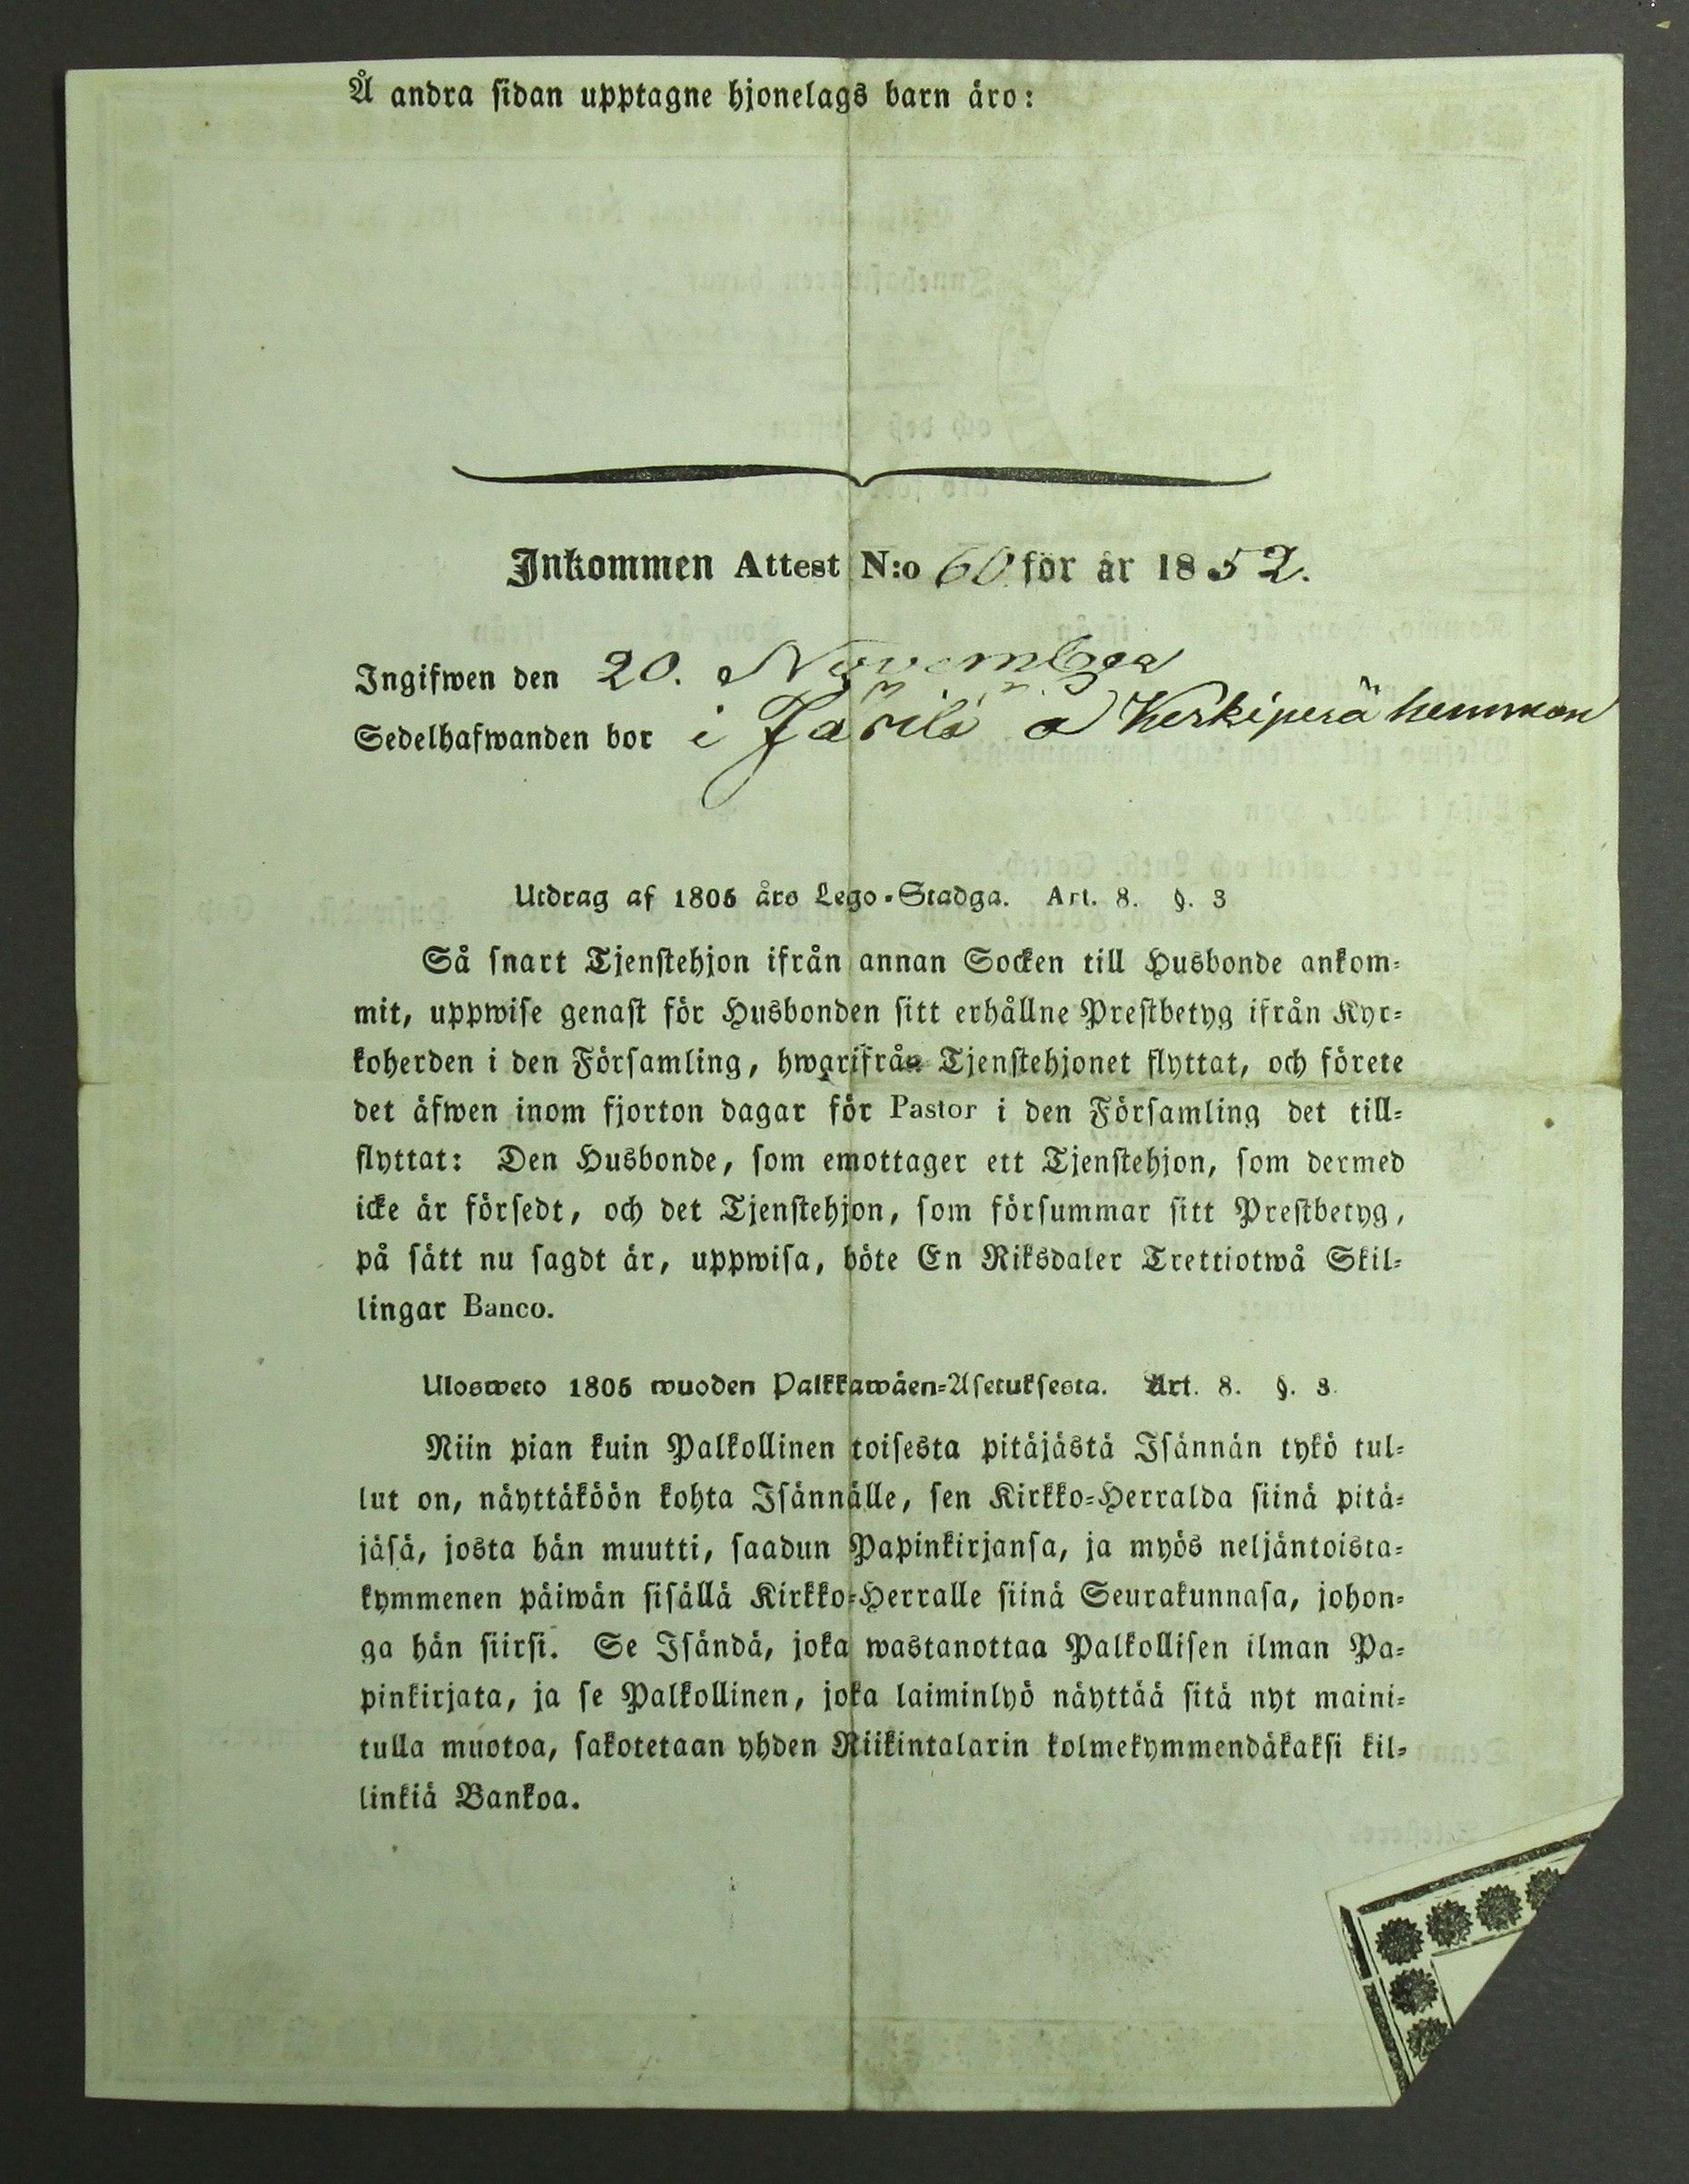 Å andra sidan upptagne hjonelags barn äro:
Inkommen Attest N:o 60 för år 1852.
Ingifwen den 20. November
Sedelhafwanden bor i Järilä å Kerkiperä hemman
Utdrag af 1805 års Lego-Stadga. Art. 8. §. 3
Så snart Tjenstehjon ifrån annan Socken till Husbonde ankom-
mit, uppwise genast för Husbonden sitt erhållne Prestbetyg ifrån Kyr-
koherden i den Församling, hwarifrån Tjenstehjonet flyttat, och förete
det äfwen inom fjorton dagar för Pastor i den Församling det till-
flyttat: Den Husbonde, som emottager ett Tjenstehjon, som dermed
icke är försedt, och det Tjenstehjon, som försummar sitt Prestbetyg,
på sätt nu sagdt är, uppwisa, böte En Riksdaler Trettiotwå Skil-
lingar Banco.
Ulosweto 1805 wuoden Palkkawäen-Asetuksesta. Art. 8. §. 3.
Niin pian kuin Palkollinen toisesta pitäjästä Isännän tykö tul-
lut on, näyttäköön kohta Isännälle, sen Kirkko-Herralda siinä pitä-
jäsä, josta hän muutti, saadun Papinkirjansa, ja myös neljäntoista-
kymmenen päiwän sisällä Kirkko-Herralle siinä Seurakunnasa, johon-
ga hän siirsi. Se Isändä, joka wastanottaa Palkollisen ilman Pa-
pinkirjata, ja se Palkollinen, joka laiminlyö näyttää sitä nyt maini-
tulla muotoa, sakotetaan yhden Riikintalarin kolmekymmendäkaksi kil-
linkiä Bankoa.